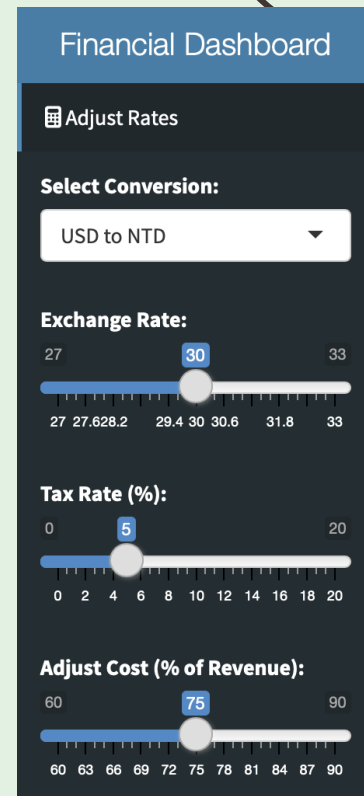 Financial Dashboard
Adjust Rates
Select Conversion:
USD to NTD
Exchange Rate:
27 30 33
27 27.628.2 29.4 30 30.6 31.8 33
Tax Rate (%):
0 5 20
0 2 4 6 8 10 12 14 16 18 20
Adjust Cost (% of Revenue):
60 75 90
60 63 66 69 72 75 78 81 84 87 90